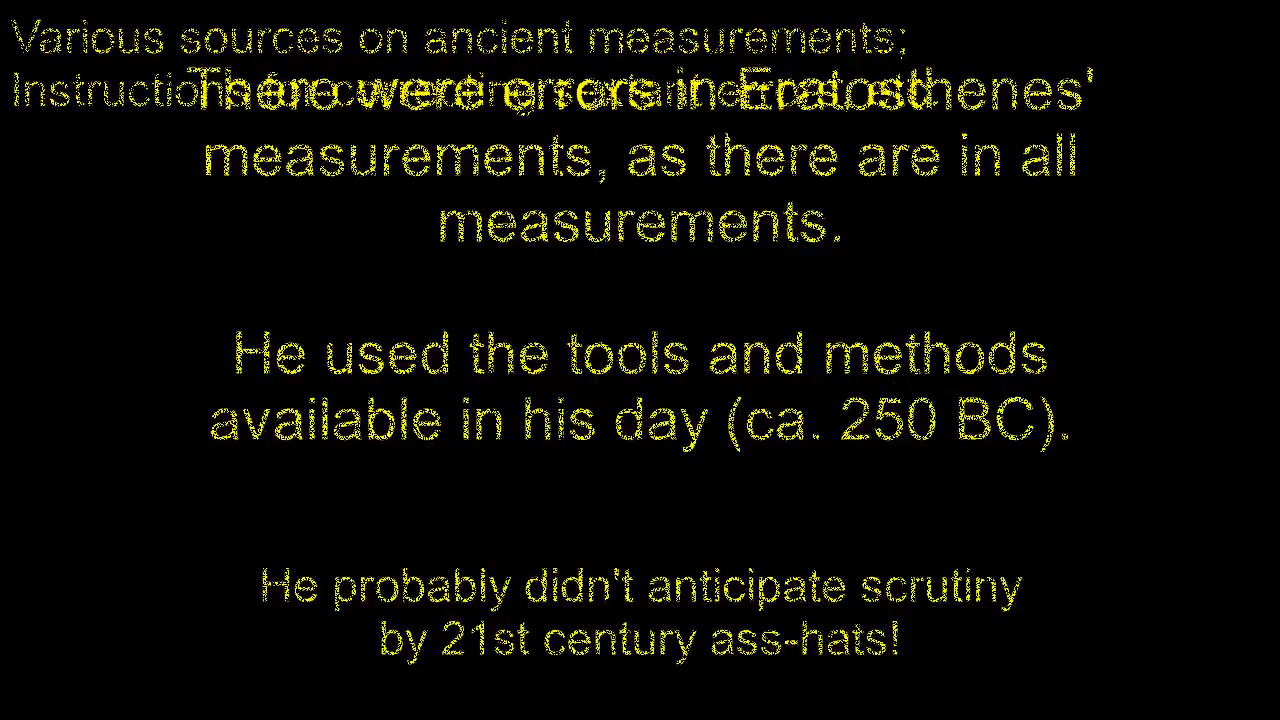 Various sources on ancient measurements;
Instructions for
There were errors in Eratosthenes'
measurements, as there are in all
measurements.
He used the tools and methods
available in his day (ca. 250 BC).
He probably didn't anticipate scrutiny
by 21st century ass-hats!